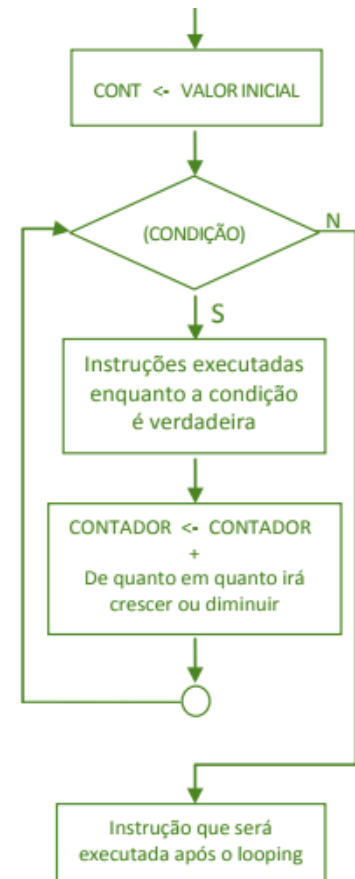 CONT <- VALOR INICIAL
(CONDIÇÃO)
N
S
Instruções executadas
enquanto a condição
é verdadeira
CONTADOR <- CONTADOR
+
De quanto em quanto irá
crescer ou diminuir
Instrução que será
executada após o looping